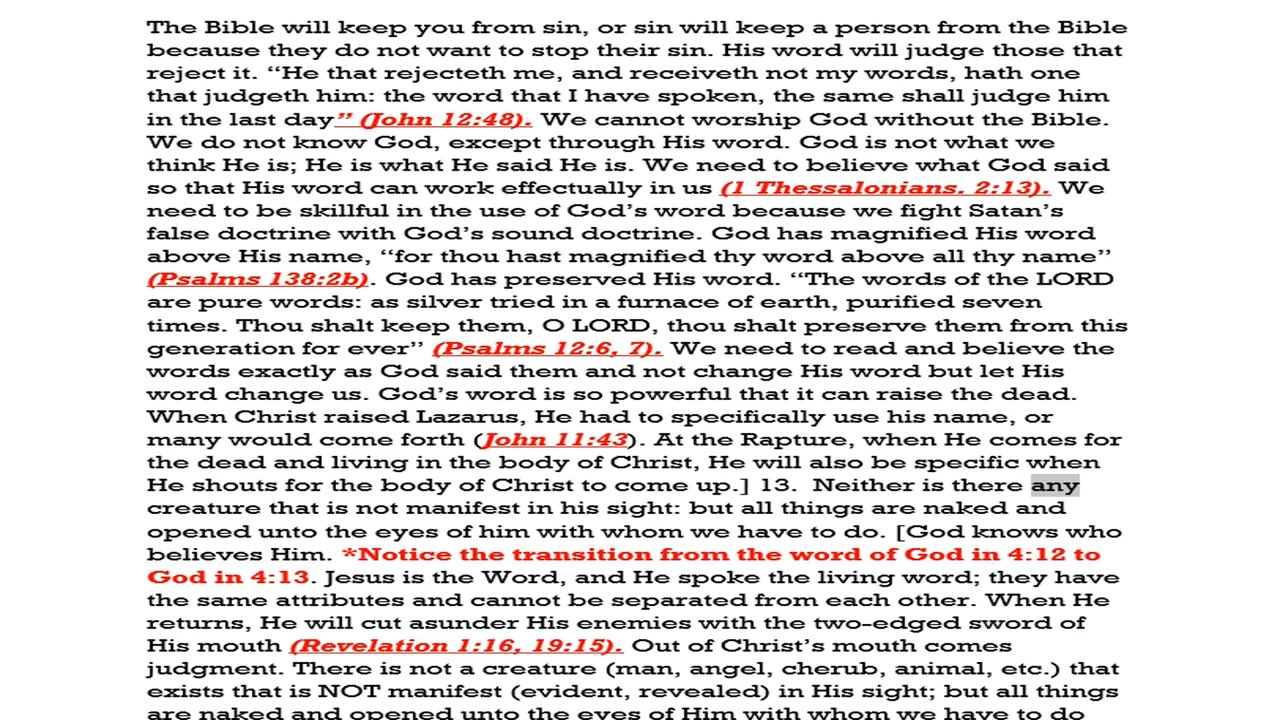 The Bible will keep you from sin, or sin will keep a person from the Bible
because they do not want to stop their sin. His word will judge those that
reject it. “He that rejecteth me, and receiveth not my words, hath one
that judgeth him: the word that I have spoken, the same shall judge him
in the last day” (John 12:48). We cannot worship God without the Bible.
We do not know God, except through His word. God is not what we
think He is; He is what He said He is. We need to believe what God said
so that His word can work effectually in us (1 Thessalonians. 2:13). We
need to be skillful in the use of God’s word because we fight Satan’s
false doctrine with God’s sound doctrine. God has magnified His word
above His name, “for thou hast magnified thy word above all thy name”
(Psalms 138:2b). God has preserved His word. “The words of the LORD
are pure words: as silver tried in a furnace of earth, purified seven
times. Thou shalt keep them, O LORD, thou shalt preserve them from this
generation for ever” (Psalms 12:6, 7). We need to read and believe the
words exactly as God said them and not change His word but let His
word change us. God’s word is so powerful that it can raise the dead.
When Christ raised Lazarus, He had to specifically use his name, or
many would come forth (John 11:43). At the Rapture, when He comes for
the dead and living in the body of Christ, He will also be specific when
He shouts for the body of Christ to come up.] 13.  Neither is there any
creature that is not manifest in his sight: but all things are naked and
opened unto the eyes of him with whom we have to do. [God knows who
believes Him. *Notice the transition from the word of God in 4:12 to
God in 4:13. Jesus is the Word, and He spoke the living word; they have
the same attributes and cannot be separated from each other. When He
returns, He will cut asunder His enemies with the two-edged sword of
His mouth (Revelation 1:16, 19:15). Out of Christ’s mouth comes
judgment. There is not a creature (man, angel, cherub, animal, etc.) that
exists that is NOT manifest (evident, revealed) in His sight; but all things
are naked and opened unto the eyes of Him with whom we have to do